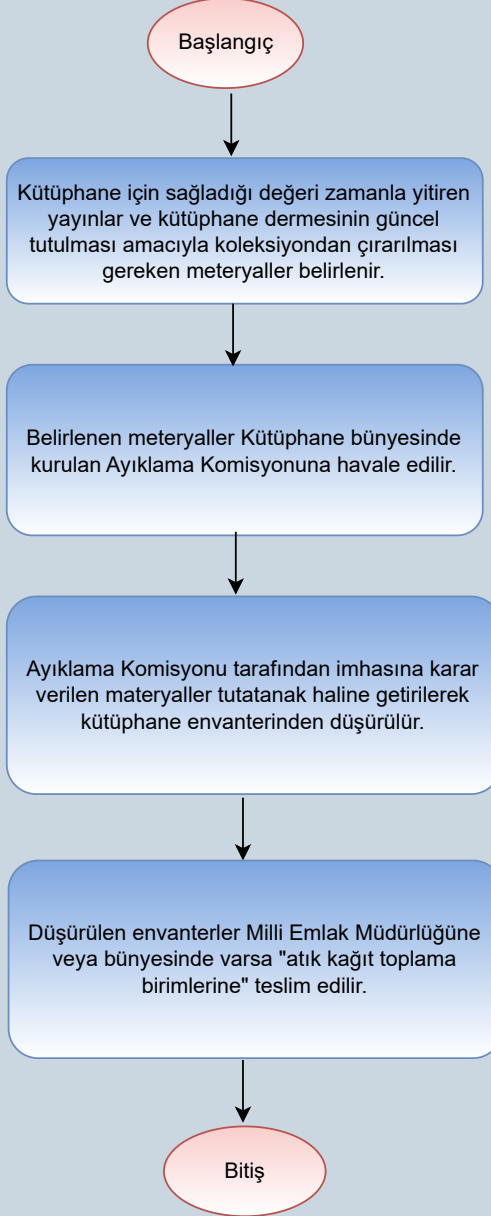 Başlangıç
Kütüphane için sağladığı değeri zamanla yitiren
yayınlar ve kütüphane dermesinin güncel
tutulması amacıyla koleksiyondan çırarılması
gereken meteryaller belirlenir.
Belirlenen meteryaller Kütüphane bünyesinde
kurulan Ayıklama Komisyonuna havale edilir.
Ayıklama Komisyonu tarafından imhasına karar
verilen materyaller tutatanak haline getirilerek
kütüphane envanterinden düşürülür.
Düşürülen envanterler Milli Emlak Müdürlüğüne
veya bünyesinde varsa "atık kağıt toplama
birimlerine" teslim edilir.
Bitiş